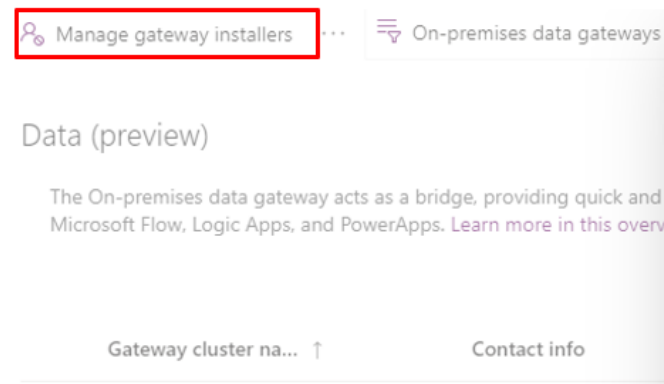 Manage gateway installers ··· On-premises data gateways
Data (preview)
The On-premises data gateway acts as a bridge, providing quick and
Microsoft Flow, Logic Apps, and PowerApps. Learn more in this overv
Gateway cluster na... ↑ Contact info